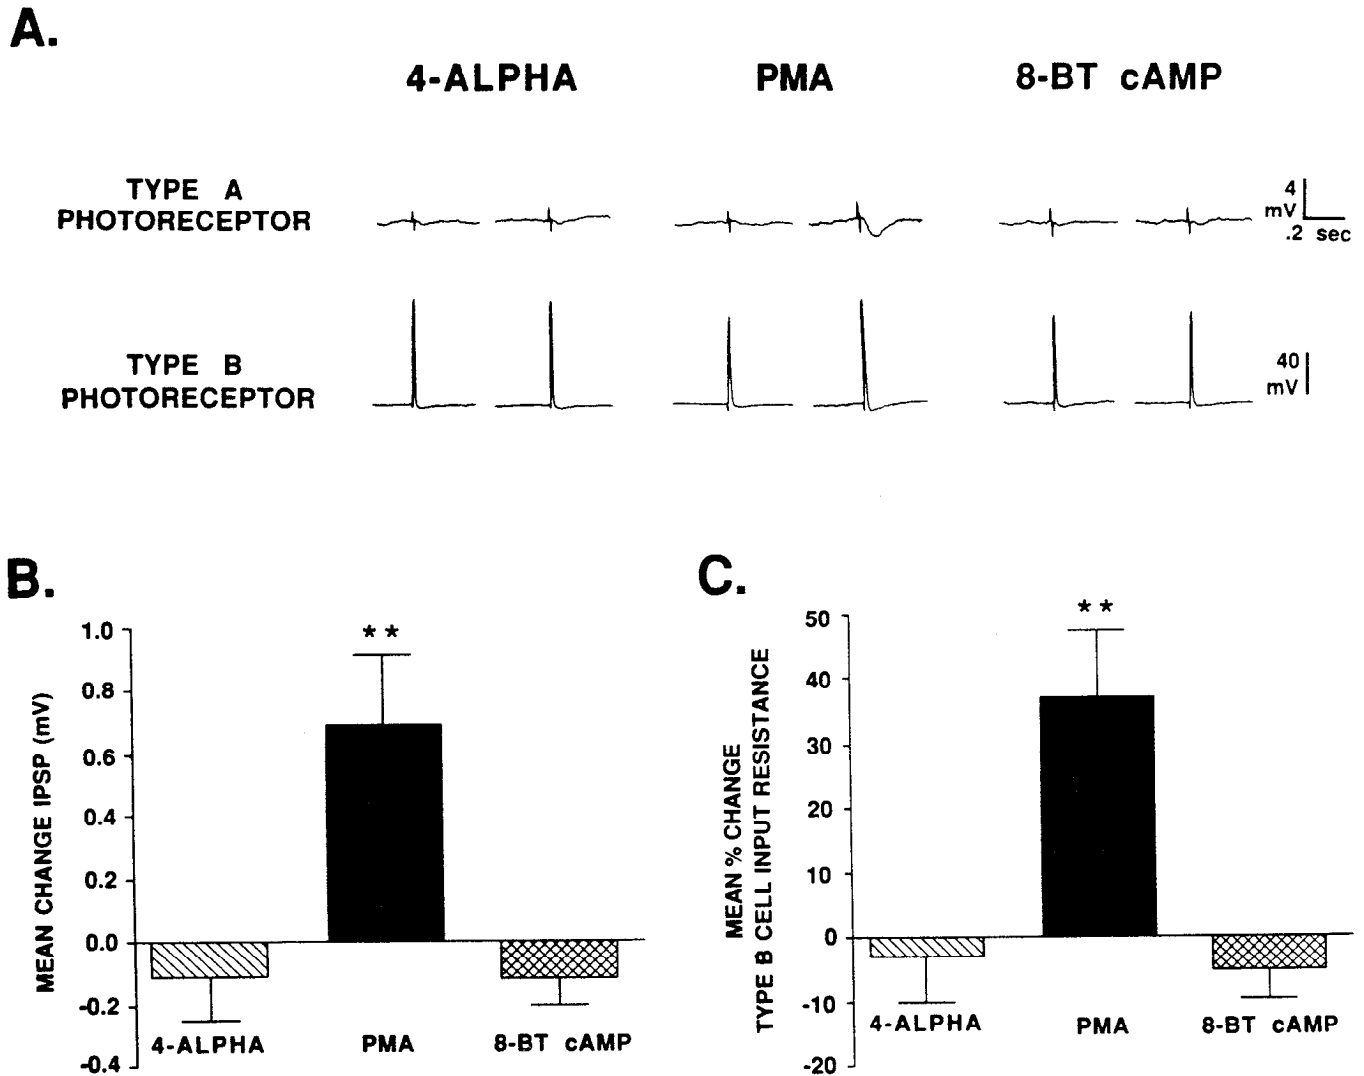 A.
4-ALPHA PMA 8-BT cAMP
TYPE A
PHOTORECEPTOR
4
mV
.2 sec
TYPE B
PHOTORECEPTOR
40
mV
B.
MEAN CHANGE IPSP (mV)
1.0
0.8
0.6
0.4
0.2
0.0
-0.2
-0.4
* *
4-ALPHA PMA 8-BT cAMP
C.
MEAN % CHANGE
TYPE B CELL INPUT RESISTANCE
50
40
30
20
10
0
-10
-20
* *
4-ALPHA PMA 8-BT cAMP